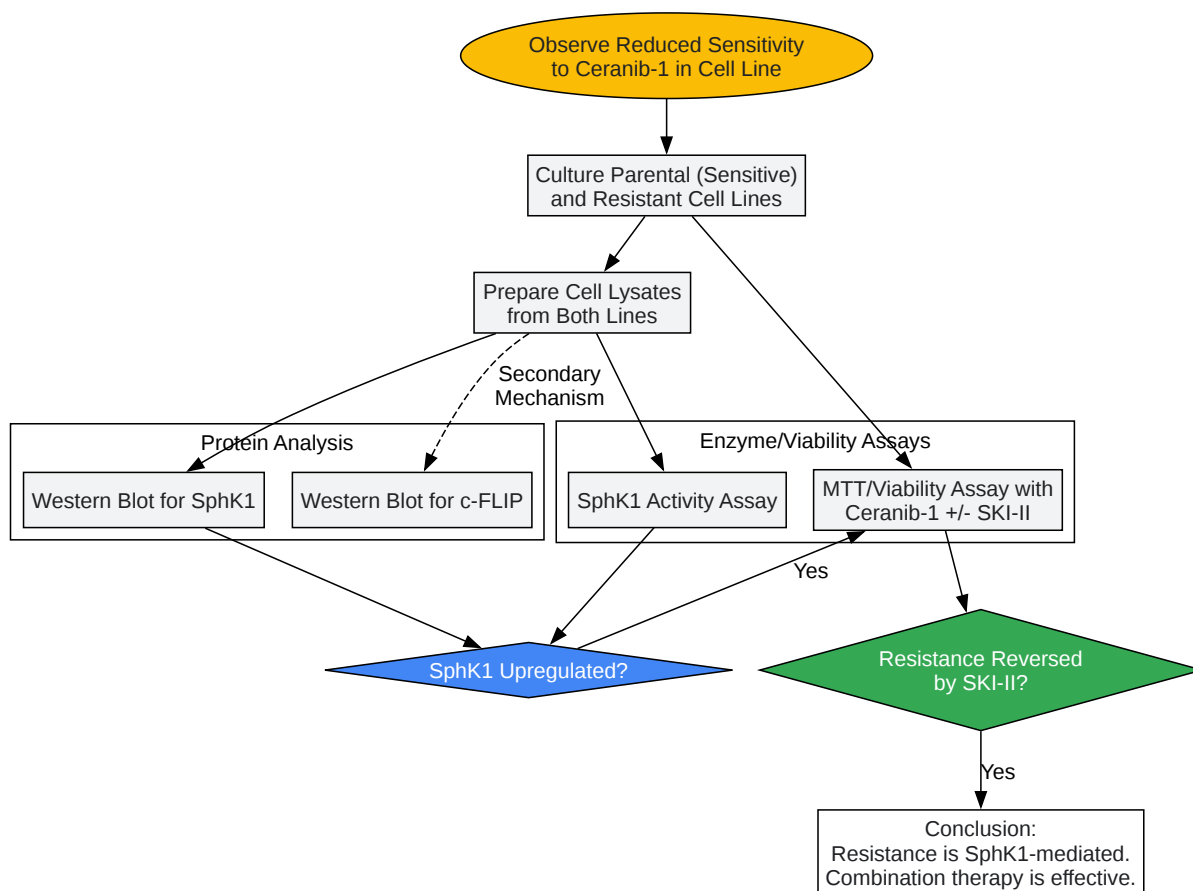 Observe Reduced Sensitivity
to Ceranib-1 in Cell Line
Culture Parental (Sensitive)
and Resistant Cell Lines
Prepare Cell Lysates
from Both Lines
Secondary
Mechanism
Protein Analysis
Western Blot for SphK1
Western Blot for c-FLIP
Enzyme/Viability Assays
SphK1 Activity Assay
MTT/Viability Assay with
Ceranib-1 +/- SKI-II
Yes
SphK1 Upregulated?
Resistance Reversed
by SKI-II?
Yes
Conclusion:
Resistance is SphK1-mediated.
Combination therapy is effective.